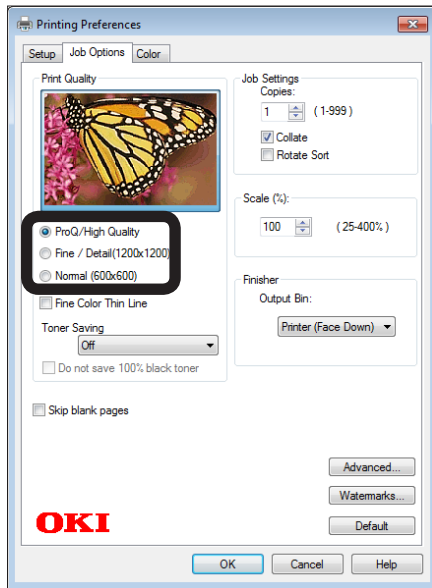 Printing Preferences
Setup Job Options Color
Print Quality
ProQ/High Quality
Fine / Detail(1200x1200)
Normal (600x600)
Fine Color Thin Line
Toner Saving
Off
Do not save 100% black toner
Skip blank pages
Job Settings
Copies:
1 (1-999)
Collate
Rotate Sort
Scale (%):
100 (25-400%)
Finisher
Output Bin:
Printer (Face Down)
Advanced...
Watermarks...
Default
OKI
OK Cancel Help